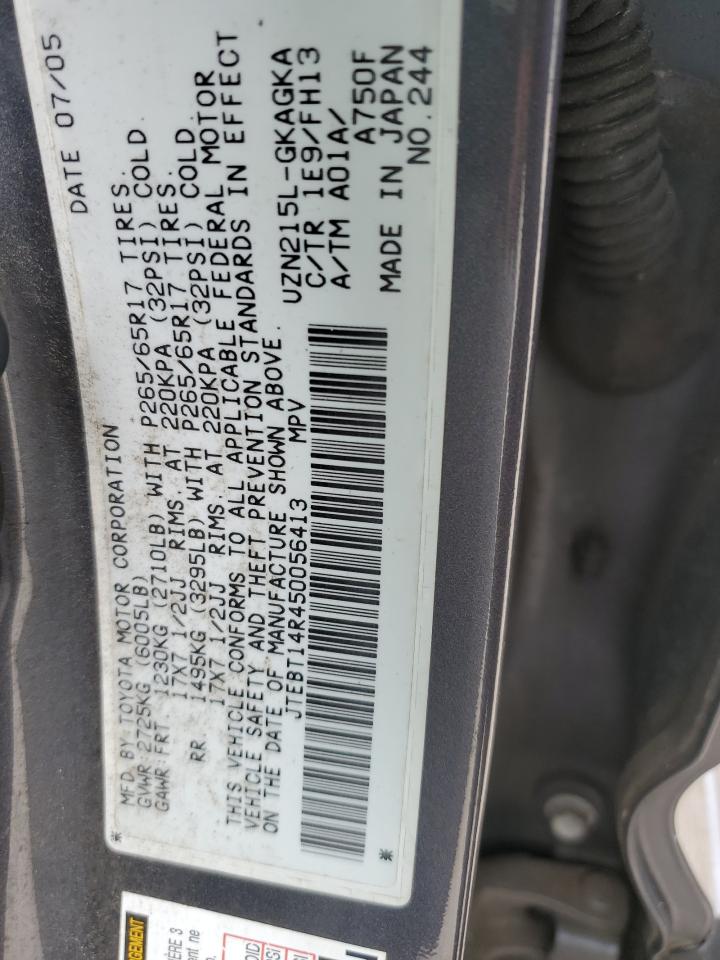 MFD. BY TOYOTA MOTOR CORPORATION DATE 07/05
GVWR:2725KG(6005LB)
GAWR:FRT. 1230KG (2710LB) WITH P265/65R17 TIRES.
17X7 1/2JJ RIMS. AT 220KPA (32PSI) COLD.
RR. 1495KG (3295LB) WITH P265/65R17 TIRES.
17X7 1/2JJ RIMS. AT 220KPA (32PSI) COLD.
THIS VEHICLE CONFORMS TO ALL APPLICABLE FEDERAL MOTOR
VEHICLE SAFETY AND THEFT PREVENTION STANDARDS IN EFFECT
ON THE DATE OF MANUFACTURE SHOWN ABOVE.
JTEBT14R450056413 MPV
UZN215L-GKAGKA
C/TR 1E9/FH13
A/TM A01A/
A750F
MADE IN JAPAN
NO.244